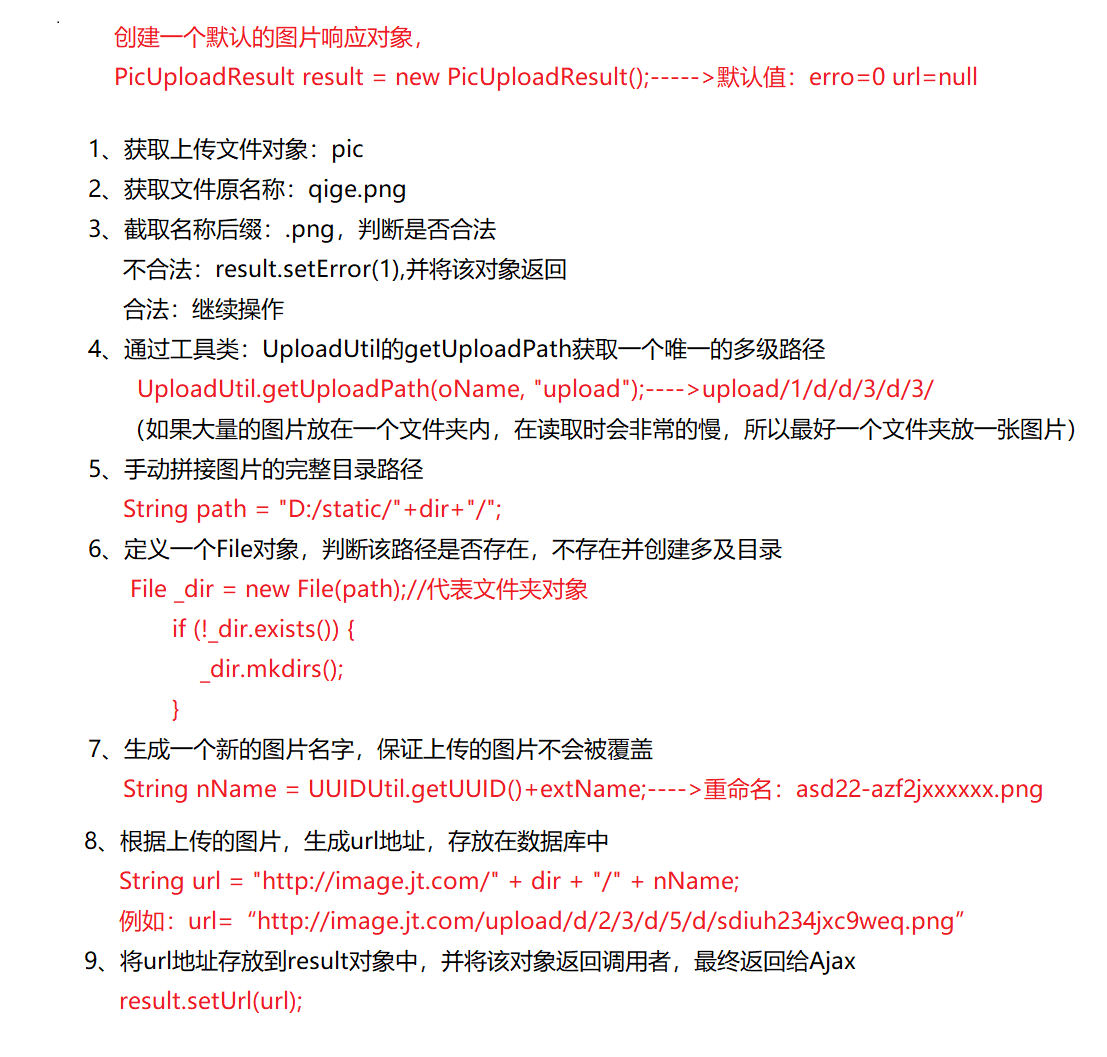 创建一个默认的图片响应对象，
PicUploadResult result = new PicUploadResult();----->默认值：erro=0 url=null
1、获取上传文件对象：pic
2、获取文件原名称：qige.png
3、截取名称后缀：.png，判断是否合法
不合法：result.setError(1),并将该对象返回
合法：继续操作
4、通过工具类：UploadUtil的getUploadPath获取一个唯一的多级路径
UploadUtil.getUploadPath(oName, "upload");---->upload/1/d/d/3/d/3/
（如果大量的图片放在一个文件夹内，在读取时会非常的慢，所以最好一个文件夹放一张图片）
5、手动拼接图片的完整目录路径
String path = "D:/static/"+dir+"/";
6、定义一个File对象，判断该路径是否存在，不存在并创建多及目录
File _dir = new File(path);//代表文件夹对象
if (!_dir.exists()) {
_dir.mkdirs();
}
7、生成一个新的图片名字，保证上传的图片不会被覆盖
String nName = UUIDUtil.getUUID()+extName;---->重命名：asd22-azf2jxxxxxx.png
8、根据上传的图片，生成url地址，存放在数据库中
String url = "http://image.jt.com/" + dir + "/" + nName;
例如：url=“http://image.jt.com/upload/d/2/3/d/5/d/sdiuh234jxc9weq.png”
9、将url地址存放到result对象中，并将该对象返回调用者，最终返回给Ajax
result.setUrl(url);